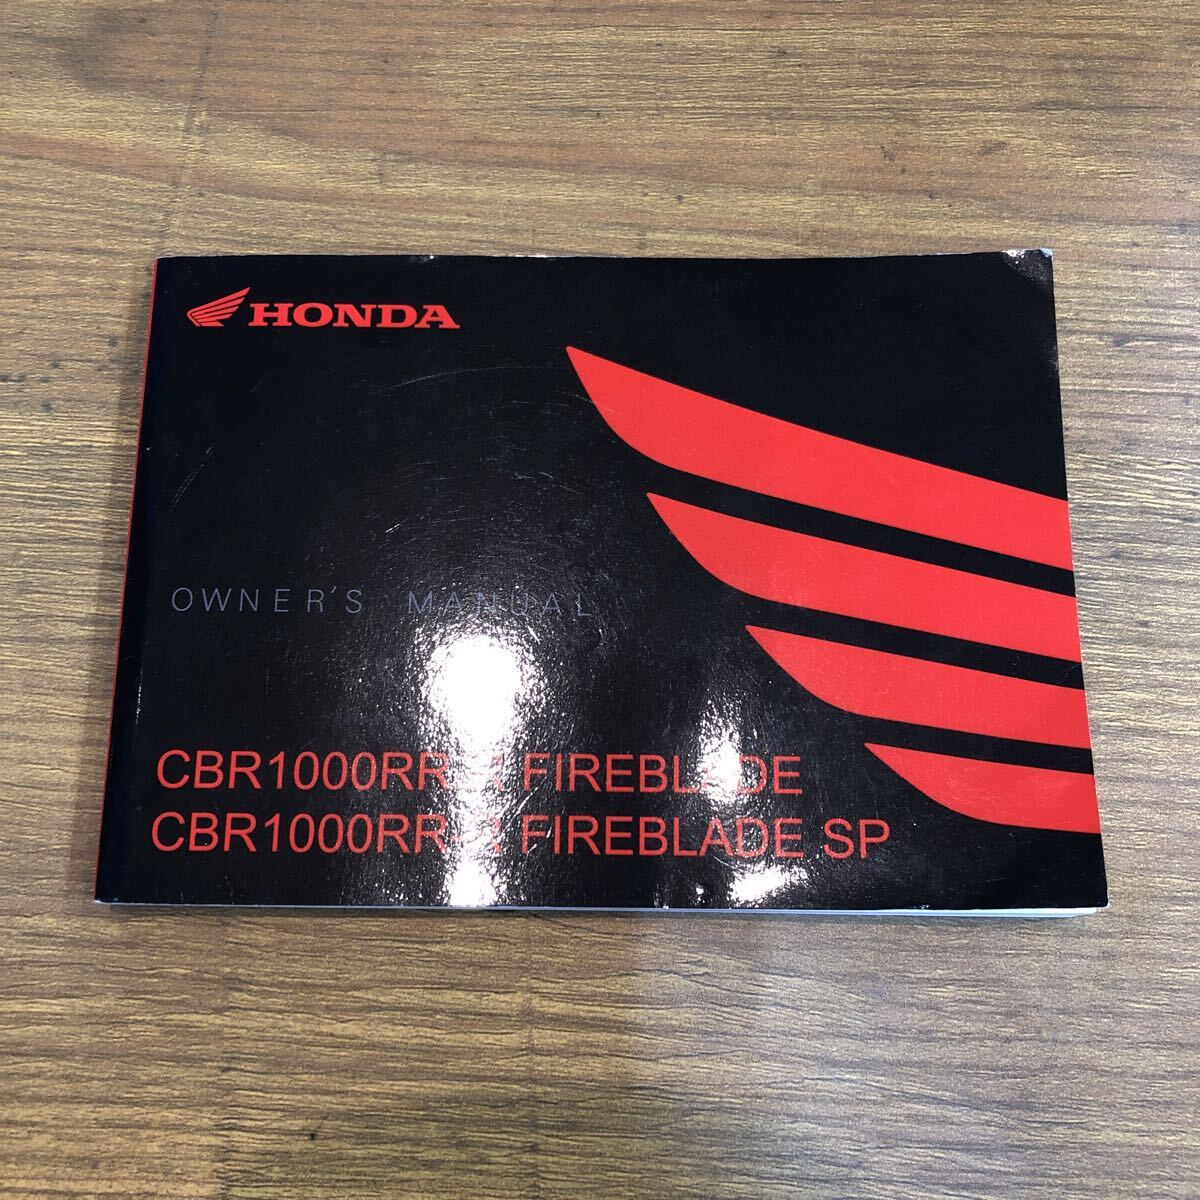 HONDA
OWNER'S MANUAL
CBR1000RR-R FIREBLADE
CBR1000RR-R FIREBLADE SP